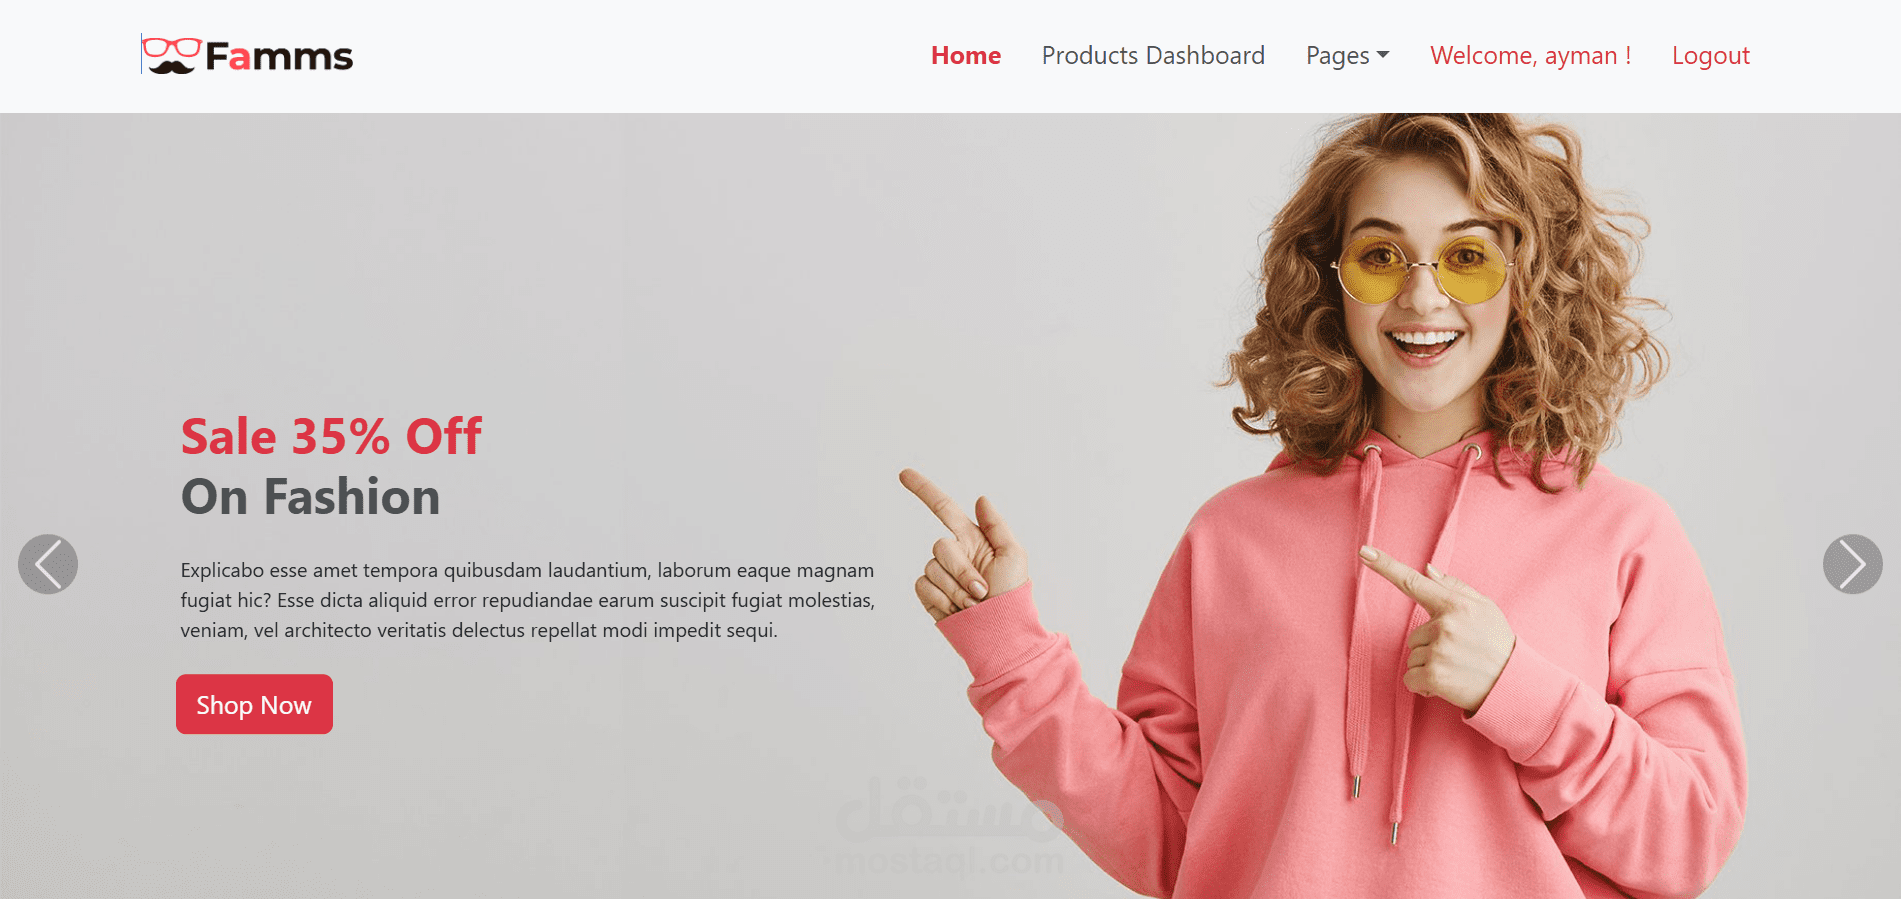 Famms
Home Products Dashboard Pages Welcome, ayman ! Logout
Sale 35% Off
On Fashion
Explicabo esse amet tempora quibusdam laudantium, laborum eaque magnam
fugiat hic? Esse dicta aliquid error repudiandae earum suscipit fugiat molestias,
veniam, vel architecto veritatis delectus repellat modi impedit sequi.
Shop Now
مستقل
mostaql.com